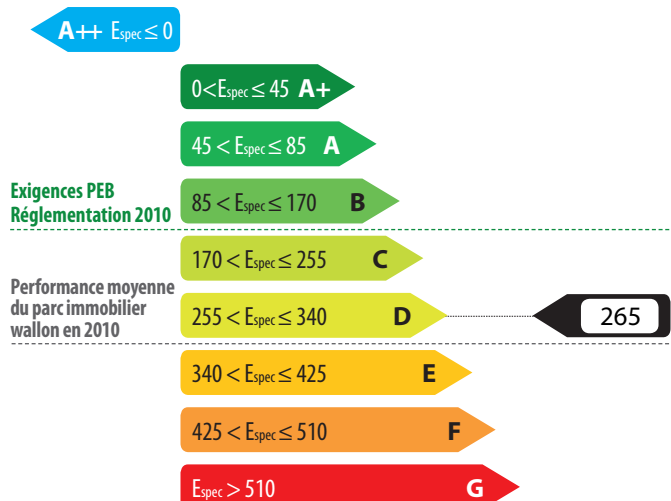 A++ Espec ≤ 0
0 < Espec ≤ 45 A+
45 < Espec ≤ 85 A
Exigences PEB
Réglementation 2010
85 < Espec ≤ 170 B
170 < Espec ≤ 255 C
Performance moyenne
du parc immobilier
wallon en 2010
255 < Espec ≤ 340 D
265
340 < Espec ≤ 425 E
425 < Espec ≤ 510 F
Espec > 510 G